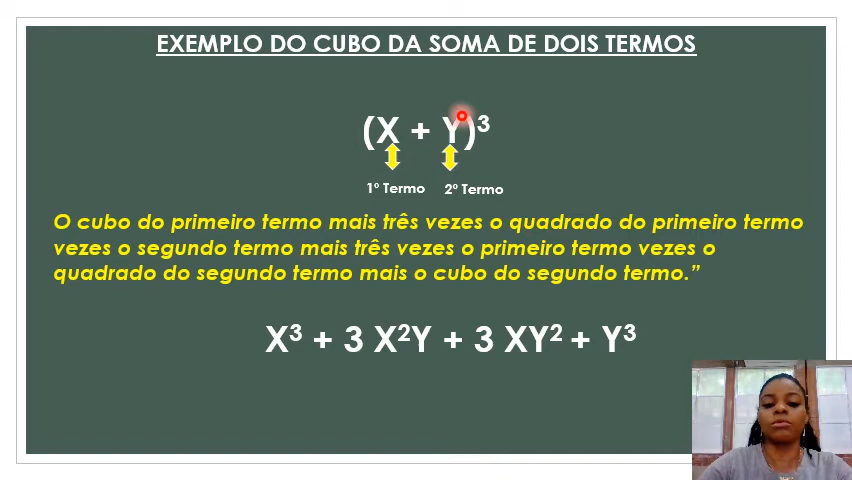 EXEMPLO DO CUBO DA SOMA DE DOIS TERMOS
(X + Y)³
1º Termo 2º Termo
O cubo do primeiro termo mais três vezes o quadrado do primeiro termo
vezes o segundo termo mais três vezes o primeiro termo vezes o
quadrado do segundo termo mais o cubo do segundo termo.”
X³ + 3 X²Y + 3 XY² + Y³